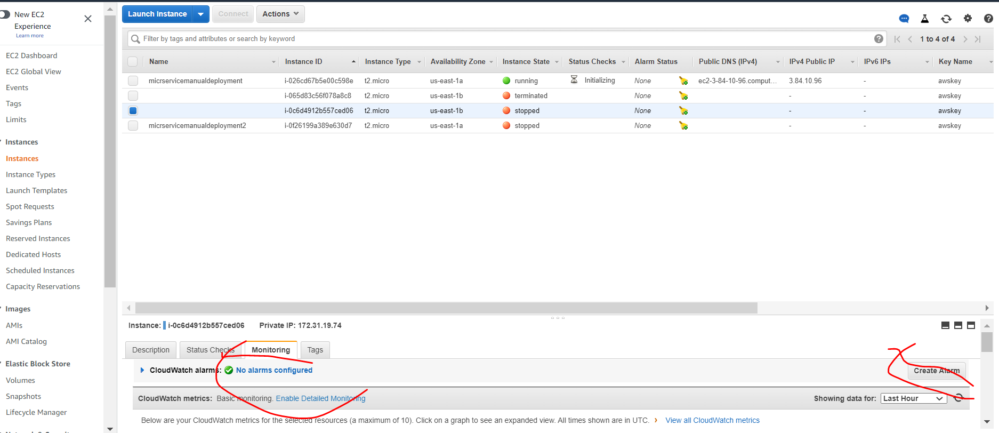 New EC2
Experience
Learn more
EC2 Dashboard
EC2 Global View
Events
Tags
Limits
Instances
Instances
Instance Types
Launch Templates
Spot Requests
Savings Plans
Reserved Instances
Dedicated Hosts
Scheduled Instances
Capacity Reservations
Images
AMIs
AMI Catalog
Elastic Block Store
Volumes
Snapshots
Lifecycle Manager
Launch Instance Connect Actions
Filter by tags and attributes or search by keyword 1 to 4 of 4
Name Instance ID Instance Type Availability Zone Instance State Status Checks Alarm Status Public DNS (IPv4) IPv4 Public IP IPv6 IPs Key Name
micrservicemanualdeployment i-026cd67b5e00c598e t2.micro us-east-1a running Initializing None ec2-3-84-10-96.comput... 3.84.10.96 - awskey
i-065d83c56f078a8c8 t2.micro us-east-1b terminated None - - awskey
i-0c6d4912b557ced06 t2.micro us-east-1b stopped None - - awskey
micrservicemanualdeployment2 i-0f26199a389e630d7 t2.micro us-east-1a stopped None - - awskey
Instance: i-0c6d4912b557ced06 Private IP: 172.31.19.74
Description Status Checks Monitoring Tags
CloudWatch alarms: No alarms configured Create Alarm
CloudWatch metrics: Basic monitoring. Enable Detailed Monitoring Showing data for: Last Hour
Below are your CloudWatch metrics for the selected resources (a maximum of 10). Click on a graph to see an expanded view. All times shown are in UTC. › View all CloudWatch metrics